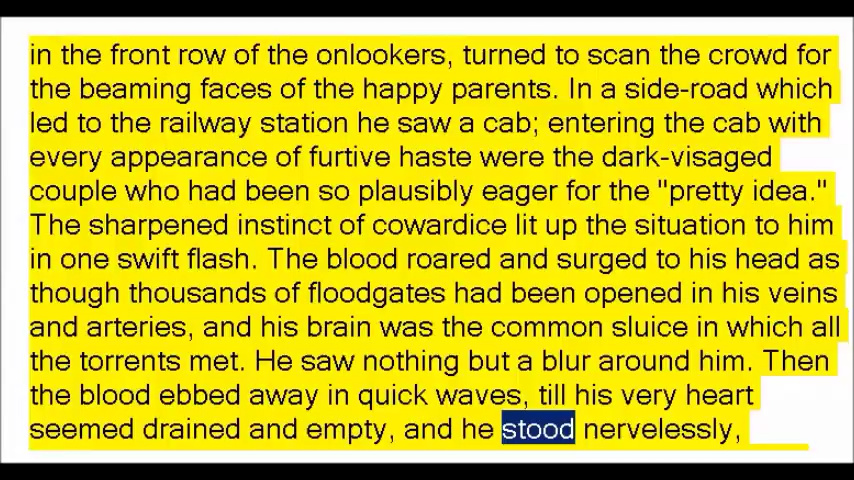 in the front row of the onlookers, turned to scan the crowd for
the beaming faces of the happy parents. In a side-road which
led to the railway station he saw a cab; entering the cab with
every appearance of furtive haste were the dark-visaged
couple who had been so plausibly eager for the "pretty idea."
The sharpened instinct of cowardice lit up the situation to him
in one swift flash. The blood roared and surged to his head as
though thousands of floodgates had been opened in his veins
and arteries, and his brain was the common sluice in which all
the torrents met. He saw nothing but a blur around him. Then
the blood ebbed away in quick waves, till his very heart
seemed drained and empty, and he stood nervelessly,